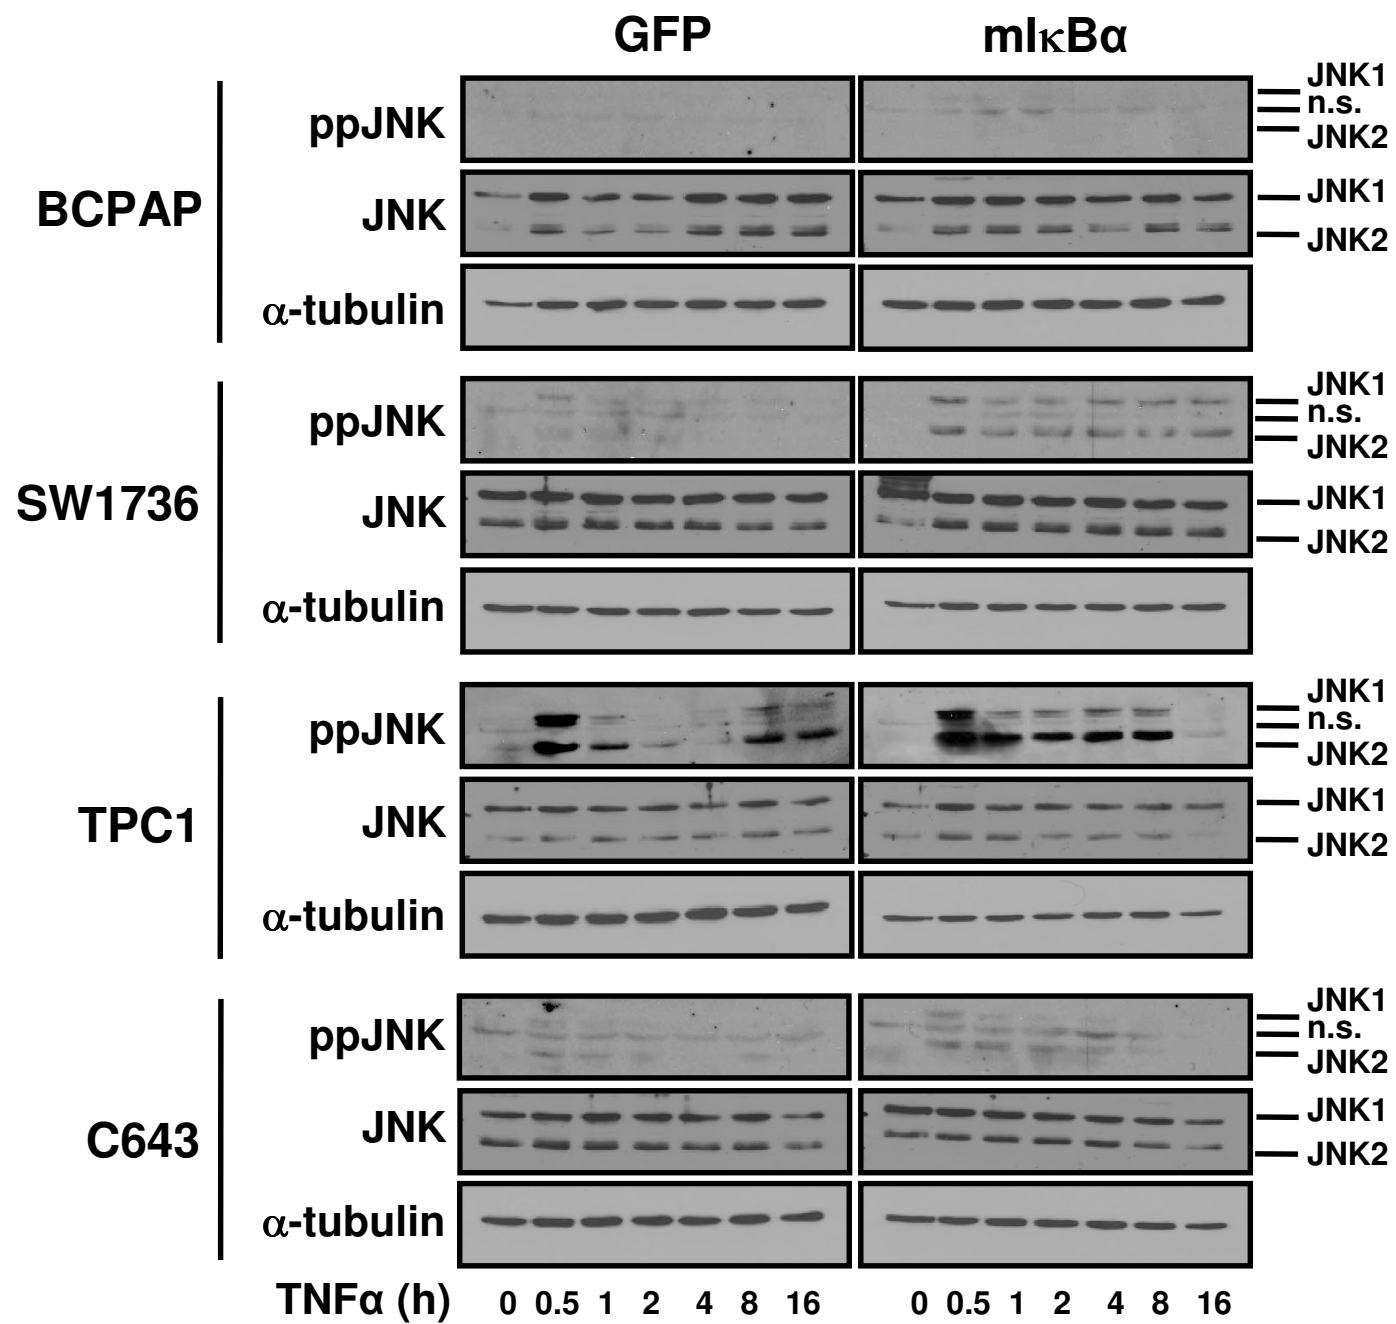 GFP mIκBα
BCPAP
ppJNK
JNK1
n.s.
JNK2
JNK
JNK1
JNK2
α-tubulin
SW1736
ppJNK
JNK1
n.s.
JNK2
JNK
JNK1
JNK2
α-tubulin
TPC1
ppJNK
JNK1
n.s.
JNK2
JNK
JNK1
JNK2
α-tubulin
C643
ppJNK
JNK1
n.s.
JNK2
JNK
JNK1
JNK2
α-tubulin
TNFα (h) 0 0.5 1 2 4 8 16 0 0.5 1 2 4 8 16